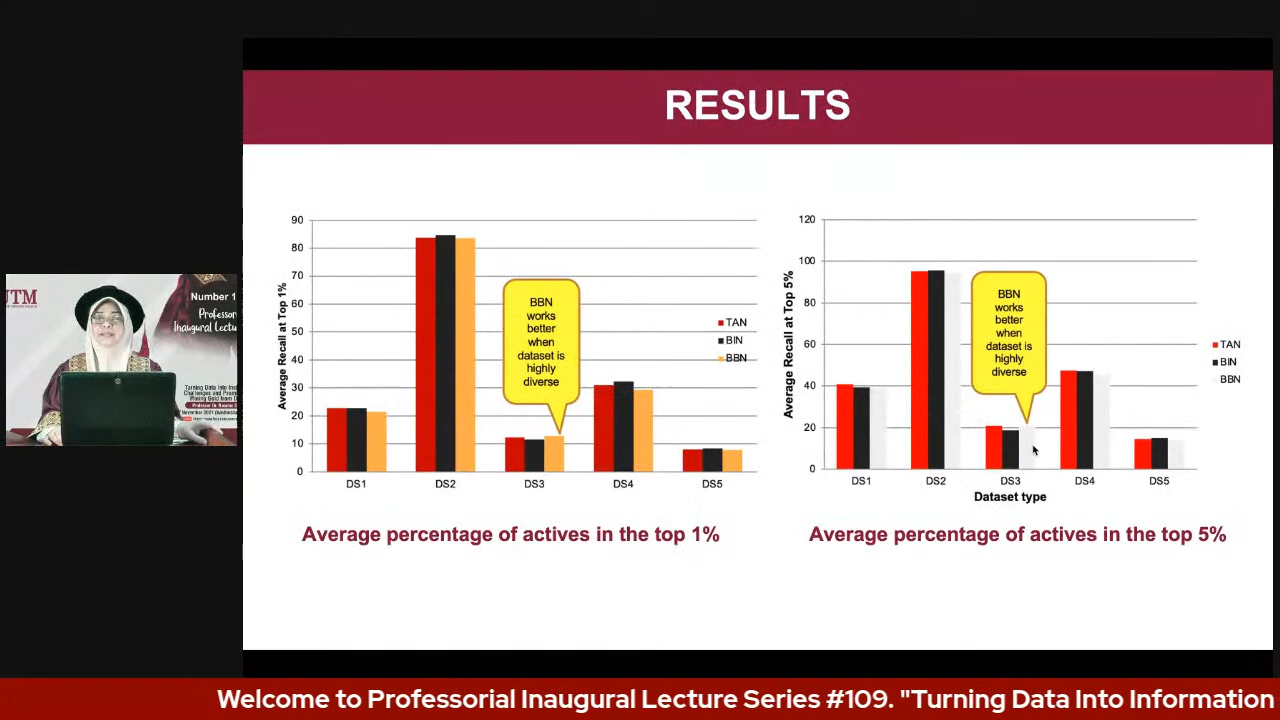 RESULTS
90
80
70
60
50
40
30
20
10
0
Average Recall at Top 1%
DS1
DS2
DS3
DS4
DS5
BBN
works
better
when
dataset is
highly
diverse
TAN
BIN
BBN
Average percentage of actives in the top 1%
120
100
80
60
40
20
0
Average Recall at Top 5%
DS1
DS2
DS3
DS4
DS5
Dataset type
BBN
works
better
when
dataset is
highly
diverse
TAN
BIN
BBN
Average percentage of actives in the top 5%
UTM
Number 1
Professor
Inaugural Lectu
Turning Data Into
Welcome to Professorial Inaugural Lecture Series #109. "Turning Data Into Information